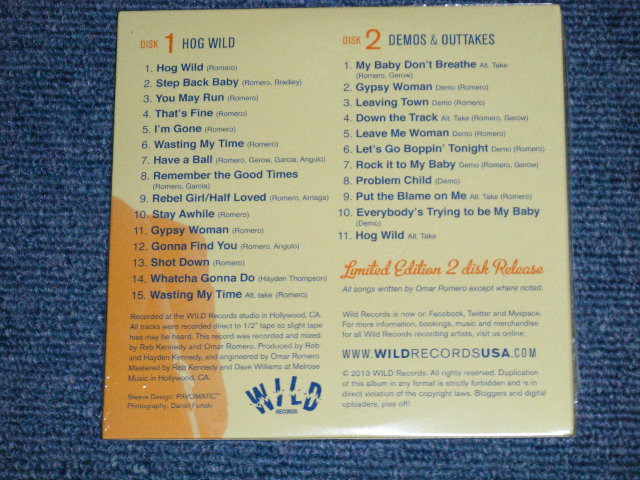 DISK 1 HOG WILD
1. Hog Wild (Romero)
2. Step Back Baby (Romero, Bradley)
3. You May Run (Romero)
4. That's Fine (Romero)
5. I'm Gone (Romero)
6. Wasting My Time (Romero)
7. Have a Ball (Romero, Gerow, Garcia, Angulo)
8. Remember the Good Times
(Romero, Garcia)
9. Rebel Girl/Half Loved (Romero, Arriaga)
10. Stay Awhile (Romero)
11. Gypsy Woman (Romero)
12. Gonna Find You (Romero, Angulo)
13. Shot Down (Romero)
14. Whatcha Gonna Do (Hayden Thompson)
15. Wasting My Time Alt. take (Romero)
Recorded at the WILD Records studio in Hollywood, CA.
All tracks were recorded direct to 1/2" tape so slight tape
hiss may be heard. This record was recorded and mixed
by Reb Kennedy and Omar Romero, Produced by Reb
and Hayden Kennedy, and engineered by Omar Romero.
Mastered by Reb Kennedy and Dave Williams at Melrose
Music in Hollywood, CA.
Sleeve Design: PAVOMATIC™
Photography: Daniel Funaki
WILD
RECORDS
DISK 2 DEMOS & OUTTAKES
1. My Baby Don't Breathe Alt. Take
(Romero, Gerow)
2. Gypsy Woman Demo (Romero)
3. Leaving Town Demo (Romero)
4. Down the Track Alt. Take (Romero, Gerow)
5. Leave Me Woman Demo (Romero)
6. Let's Go Boppin' Tonight Demo (Romero)
7. Rock it to My Baby Demo (Romero, Gerow)
8. Problem Child (Demo)
9. Put the Blame on Me Alt. Take (Romero)
10. Everybody's Trying to be My Baby
(Demo)
11. Hog Wild Alt. Take
Limited Edition 2 disk Release
All songs written by Omar Romero except where noted.
Wild Records is now on Facebook, Twitter and Myspace.
For more information, bookings, music and merchandise
for all Wild Records recording artists, visit us online:
WWW.WILDRECORDSUSA.COM
© 2013 WILD Records. All rights reserved. Duplication
of this album in any format is strictly forbidden and is in
direct violation of the copyright laws. Bloggers and digital
uploaders, piss off!